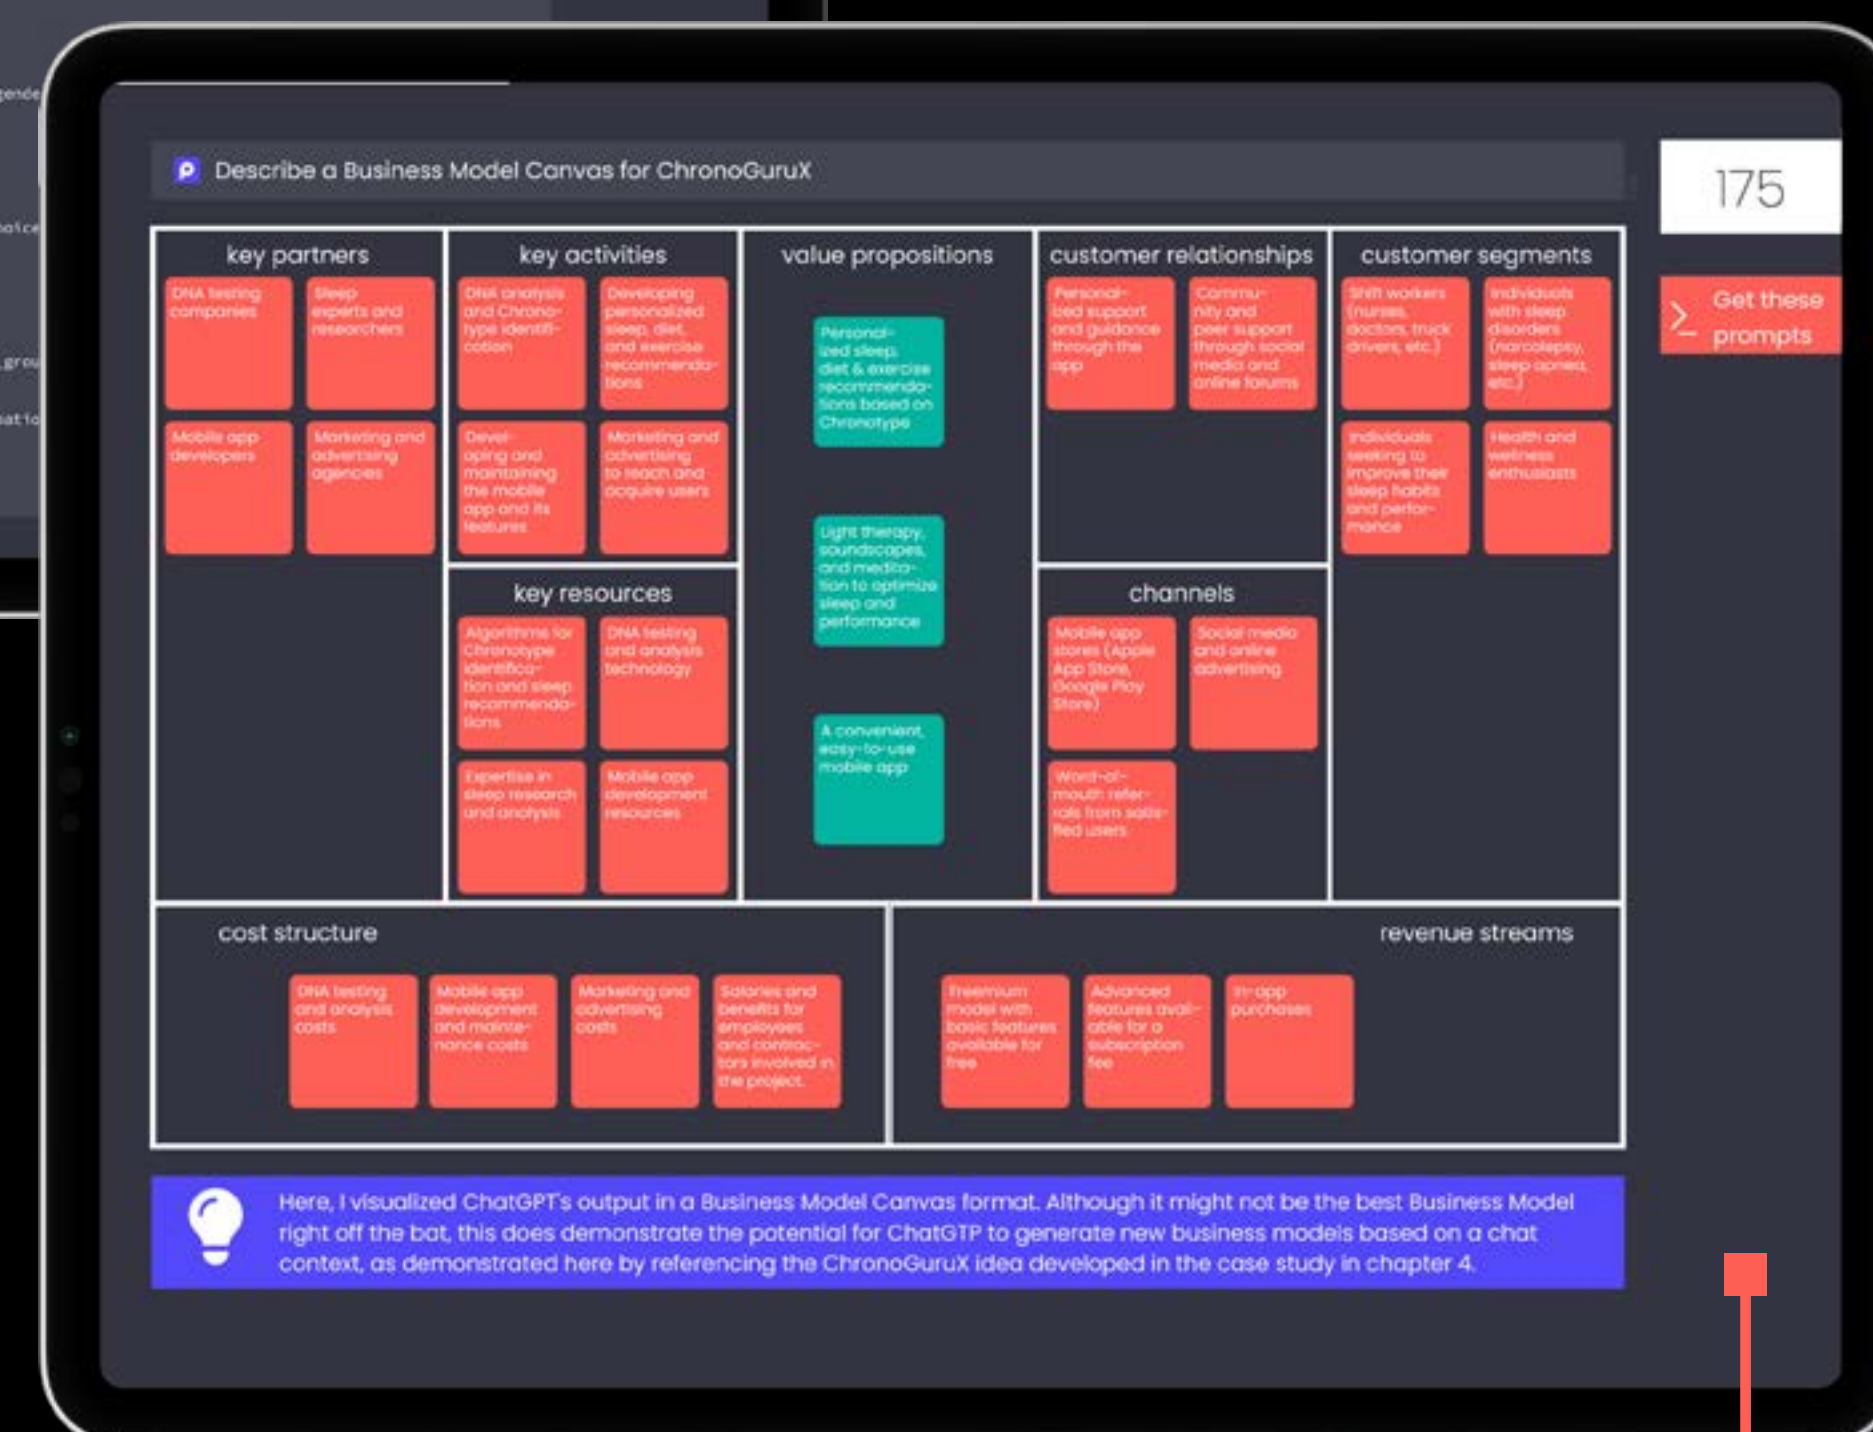 gende
Describe a Business Model Canvas for ChronoGuruX
175
Get these
prompts
key partners
DNA testing
companies
Sleep
experts and
researchers
Mobile app
developers
Marketing and
advertising
agencies
key activities
DNA analysis
and Chrono-
type identifi-
cation
Developing
personalized
sleep, diet,
and exercise
recommenda-
tions
Devel-
oping and
maintaining
the mobile
app and its
features
Marketing and
advertising
to reach and
acquire users
key resources
Algorithms for
Chronotype
identifica-
tion and sleep
recommenda-
tions
DNA testing
and analysis
technology
Expertise in
sleep research
and analysis
Mobile app
development
resources
value propositions
Personal-
ized sleep,
diet & exercise
recommenda-
tions based on
Chronotype
Light therapy,
soundscapes,
and medita-
tion to optimize
sleep and
performance
A convenient,
easy-to-use
mobile app
customer relationships
Personal-
ized support
and guidance
through the
app
Commu-
nity and
peer support
through social
media and
online forums
channels
Mobile app
stores (Apple
App Store,
Google Play
Store)
Social media
and online
advertising
Word-of-
mouth refer-
rals from satis-
fied users
customer segments
Shift workers
(nurses,
doctors, truck
drivers, etc.)
Individuals
with sleep
disorders
(narcolepsy,
sleep apnea,
etc.)
Individuals
seeking to
improve their
sleep habits
and perfor-
mance
Health and
wellness
enthusiasts
cost structure
DNA testing
and analysis
costs
Mobile app
development
and mainte-
nance costs
Marketing and
advertising
costs
Salaries and
benefits for
employees
and contrac-
tors involved in
the project.
revenue streams
Freemium
model with
basic features
available for
free
Advanced
features avail-
able for a
subscription
fee
In-app
purchases
Here, I visualized ChatGPT's output in a Business Model Canvas format. Although it might not be the best Business Model
right off the bat, this does demonstrate the potential for ChatGTP to generate new business models based on a chat
context, as demonstrated here by referencing the ChronoGuruX idea developed in the case study in chapter 4.